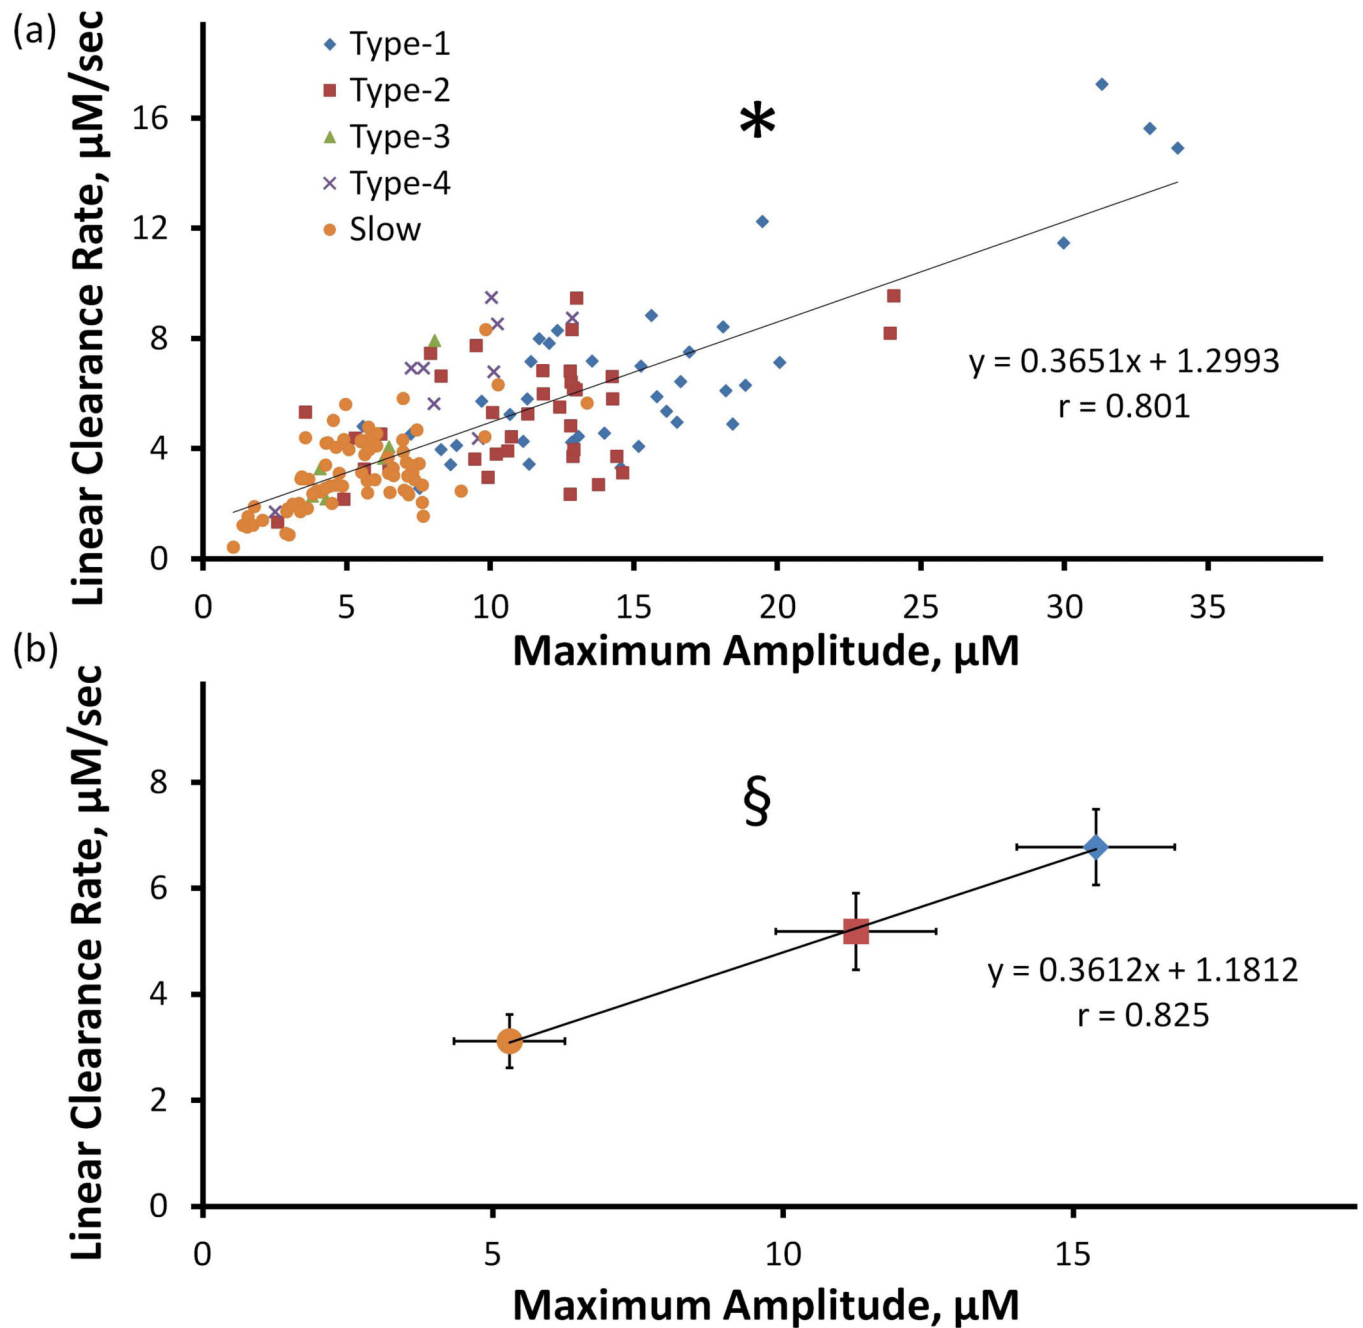 (a)
Linear Clearance Rate, µM/sec
Type-1
Type-2
Type-3
Type-4
Slow
*
16
12
8
4
0
y = 0.3651x + 1.2993
r = 0.801
0 5 10 15 20 25 30 35
Maximum Amplitude, µM
(b)
Linear Clearance Rate, µM/sec
§
8
6
4
2
0
y = 0.3612x + 1.1812
r = 0.825
0 5 10 15
Maximum Amplitude, µM